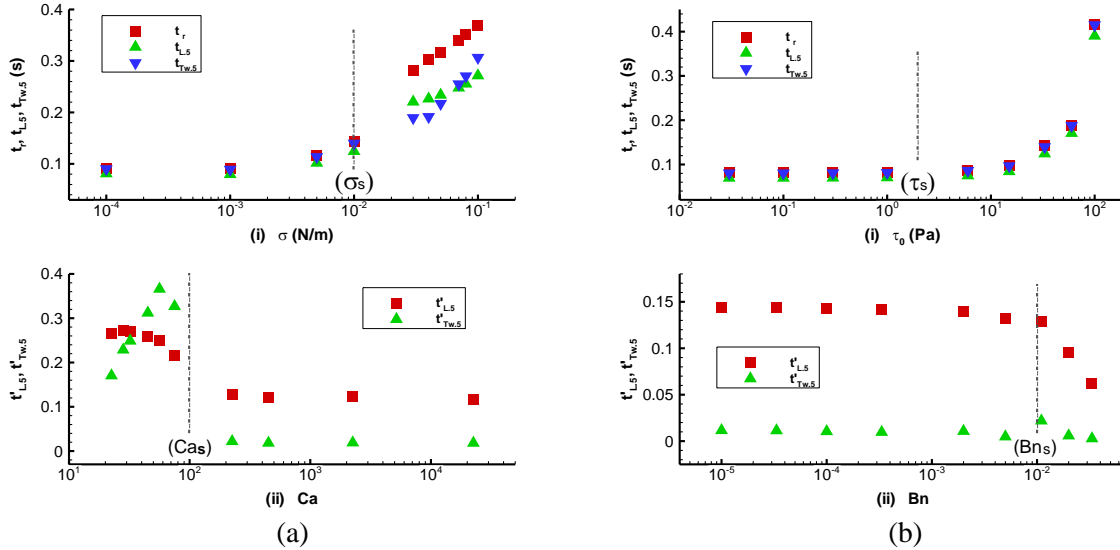 t_r, t_L.5, t_Tw.5 (s)
0.4
0.3
0.2
0.1
t_r
t_L.5
t_Tw.5
(σ_s)
10^-4 10^-3 10^-2 10^-1
(i) σ (N/m)
t'_L.5, t'_Tw.5
0.4
0.3
0.2
0.1
0
t'_L.5
t'_Tw.5
(Ca_s)
10^1 10^2 10^3 10^4
(ii) Ca
(a)
t_r, t_L.5, t_Tw.5 (s)
0.4
0.3
0.2
0.1
t_r
t_L.5
t_Tw.5
(τ_s)
10^-2 10^-1 10^0 10^1 10^2
(i) τ_0 (Pa)
t'_L.5, t'_Tw.5
0.15
0.1
0.05
0
t'_L.5
t'_Tw.5
(Bn_s)
10^-5 10^-4 10^-3 10^-2
(ii) Bn
(b)